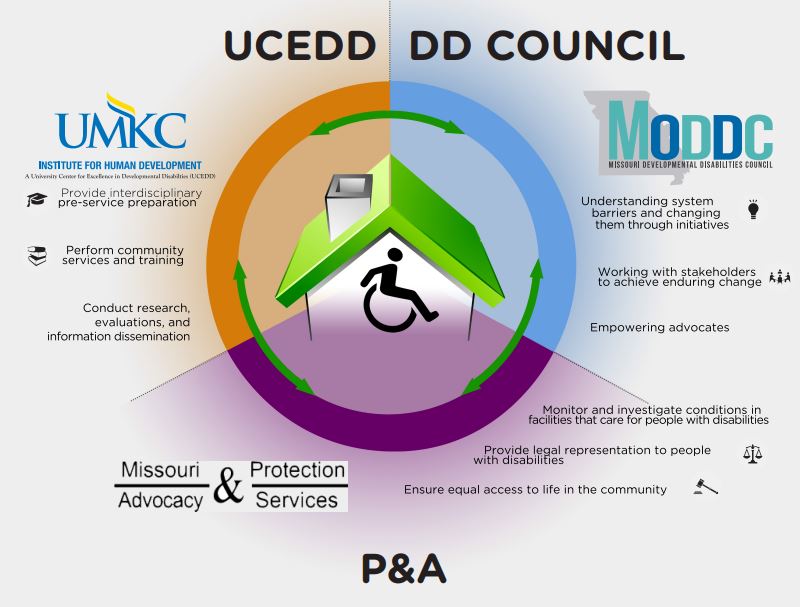 UCEDD
DD COUNCIL
UMKC
INSTITUTE FOR HUMAN DEVELOPMENT
A University Center for Excellence in Developmental Disabilities (UCEDD)
Provide interdisciplinary
pre-service preparation
Perform community
services and training
Conduct research,
evaluations, and
information dissemination
MODDC
MISSOURI DEVELOPMENTAL DISABILITIES COUNCIL
Understanding system
barriers and changing
them through initiatives
Working with stakeholders
to achieve enduring change
Empowering advocates
Monitor and investigate conditions in
facilities that care for people with disabilities
Provide legal representation to people
with disabilities
Ensure equal access to life in the community
Missouri & Protection
Advocacy Services
P&A